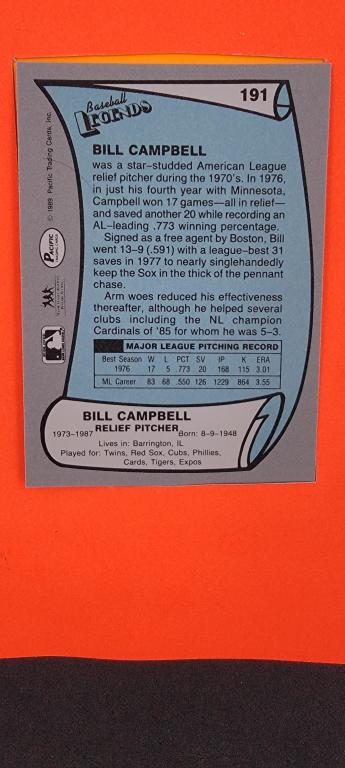 191
Baseball
LEGENDS
BILL CAMPBELL
was a star-studded American League
relief pitcher during the 1970's. In 1976,
in just his fourth year with Minnesota,
Campbell won 17 games—all in relief—
and saved another 20 while recording an
AL-leading .773 winning percentage.
Signed as a free agent by Boston, Bill
went 13-9 (.591) with a league-best 31
saves in 1977 to nearly singlehandedly
keep the Sox in the thick of the pennant
chase.
Arm woes reduced his effectiveness
thereafter, although he helped several
clubs including the NL champion
Cardinals of '85 for whom he was 5-3.
MAJOR LEAGUE PITCHING RECORD
Best Season W L PCT SV IP K ERA
1976 17 5 .773 20 168 115 3.01
ML Career 83 68 .550 126 1229 864 3.55
BILL CAMPBELL
RELIEF PITCHER
1973-1987 Born: 8-9-1948
Lives in: Barrington, IL
Played for: Twins, Red Sox, Cubs, Phillies,
Cards, Tigers, Expos
© 1989 Pacific Trading Cards, Inc.
PACIFIC
TRADING CARDS